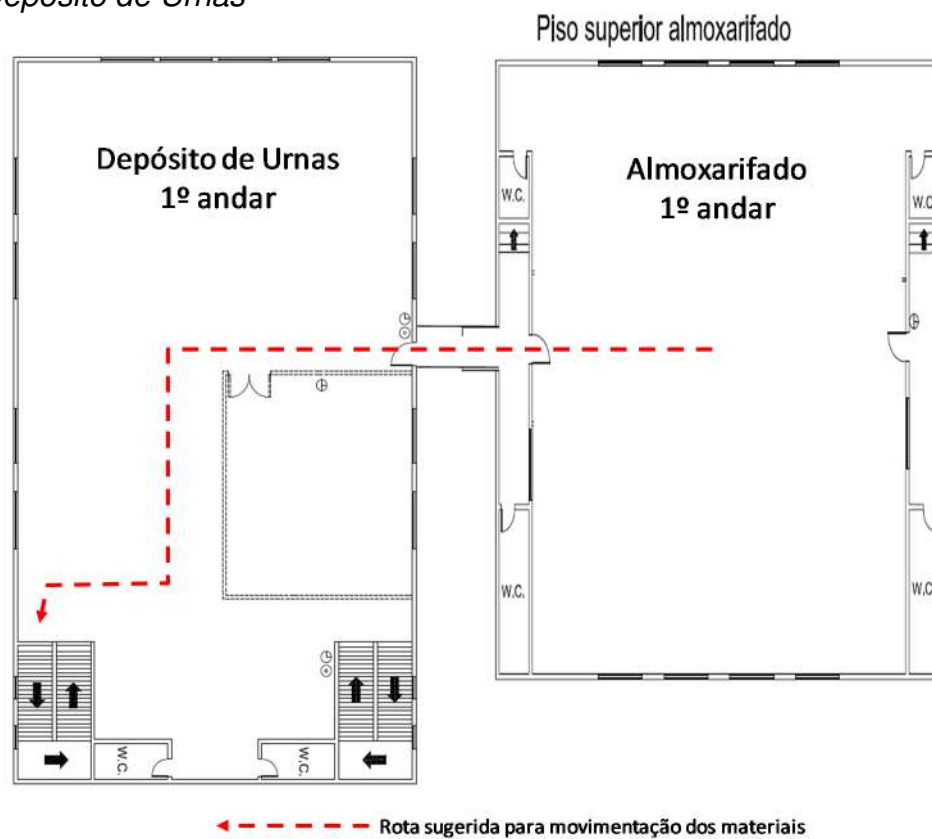 Depósito de Urnas
Piso superior almoxarifado
Depósito de Urnas
1º andar
Almoxarifado
1º andar
W.C.
W.C.
W.C.
W.C.
W.C.
W.C.
Rota sugerida para movimentação dos materiais